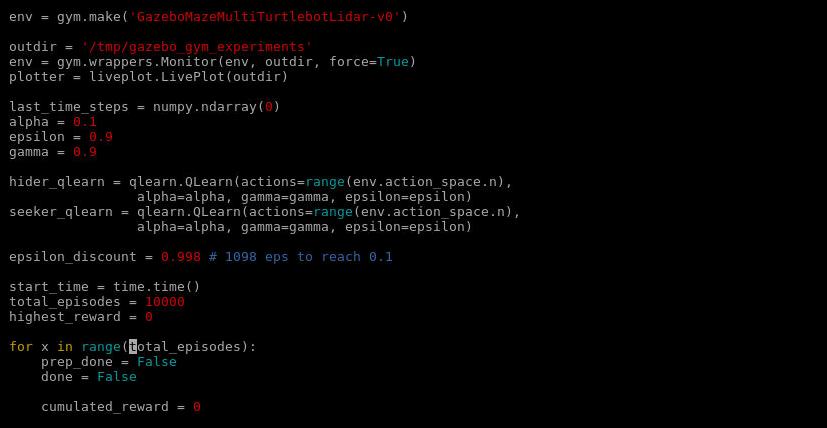 env = gym.make('GazeboMazeMultiTurtlebotLidar-v0')

outdir = '/tmp/gazebo_gym_experiments'
env = gym.wrappers.Monitor(env, outdir, force=True)
plotter = liveplot.LivePlot(outdir)

last_time_steps = numpy.ndarray(0)
alpha = 0.1
epsilon = 0.9
gamma = 0.9

hider_qlearn = qlearn.QLearn(actions=range(env.action_space.n),
                alpha=alpha, gamma=gamma, epsilon=epsilon)
seeker_qlearn = qlearn.QLearn(actions=range(env.action_space.n),
                alpha=alpha, gamma=gamma, epsilon=epsilon)

epsilon_discount = 0.998 # 1098 eps to reach 0.1

start_time = time.time()
total_episodes = 10000
highest_reward = 0

for x in range(total_episodes):
    prep_done = False
    done = False

    cumulated_reward = 0